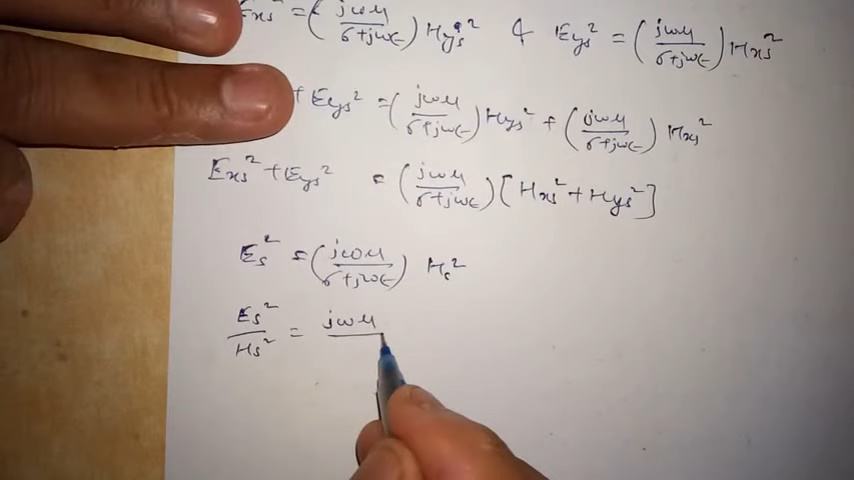 Exs² = (jωμ / σ+jωϵ) Hys² & Eys² = (jωμ / σ+jωϵ) Hxs²
+ Eys² = (jωμ / σ+jωϵ) Hys² + (jωμ / σ+jωϵ) Hxs²
Exs² + Eys² = (jωμ / σ+jωϵ) [Hxs² + Hys²]
Es² = (jωμ / σ+jωϵ) Hs²
Es² / Hs² = jωμ /